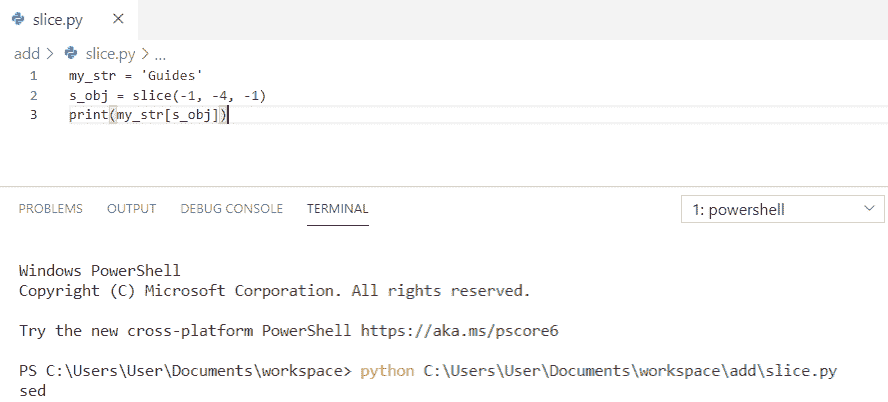 slice.py ×
add > slice.py > ...
1 my_str = 'Guides'
2 s_obj = slice(-1, -4, -1)
3 print(my_str[s_obj])
PROBLEMS OUTPUT DEBUG CONSOLE TERMINAL 1: powershell
Windows PowerShell
Copyright (C) Microsoft Corporation. All rights reserved.
Try the new cross-platform PowerShell https://aka.ms/pscore6
PS C:\Users\User\Documents\workspace> python C:\Users\User\Documents\workspace\add\slice.py
sed